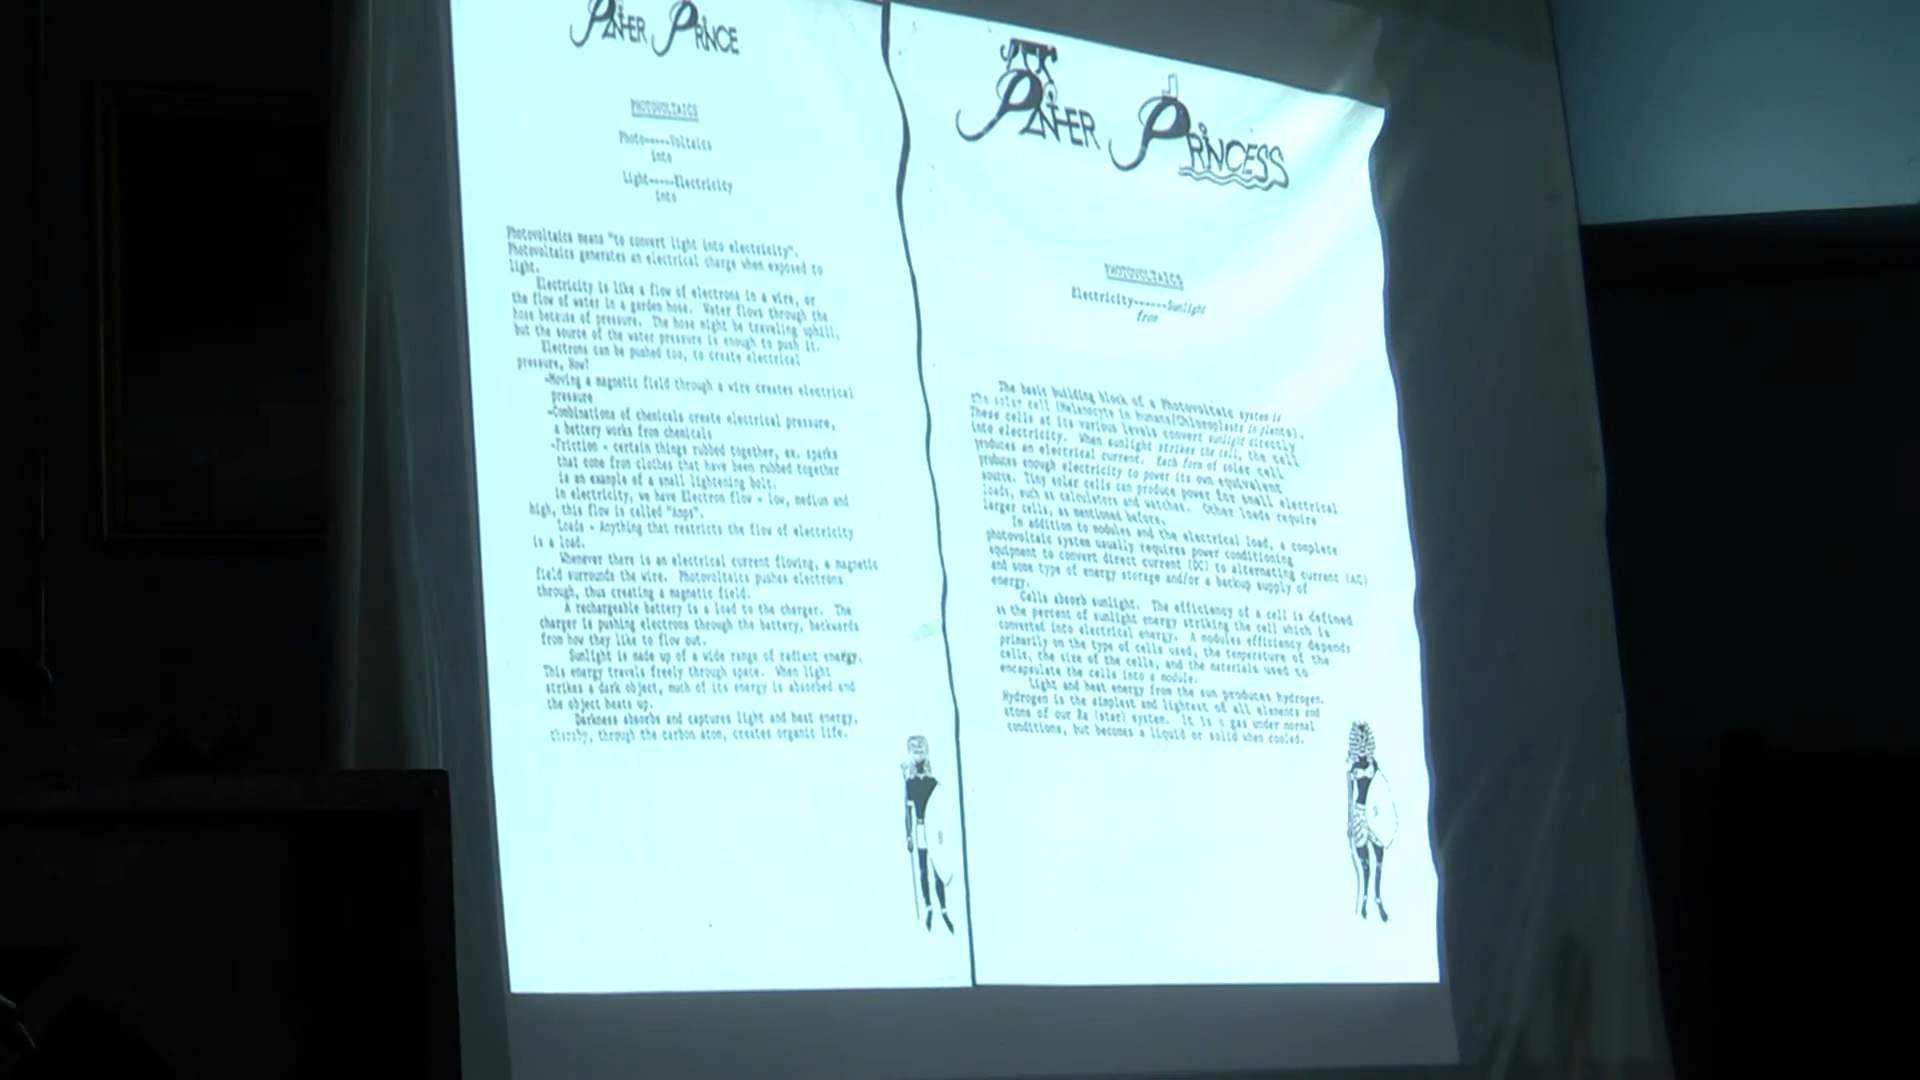 PRINCE
PHOTOVOLTAICS
Photo-----Voltaics
into
Light-----Electricity
into
Photovoltaics means "to convert light into electricity".
Photovoltaics generates an electrical charge when exposed to
light.
Electricity is like a flow of electrons in a wire, or
the flow of water in a garden hose. Water flows through the
hose because of pressure. The hose might be traveling uphill,
but the source of the water pressure is enough to push it.
Electrons can be pushed too, to create electrical
pressure, How?
-Moving a magnetic field through a wire creates electrical
pressure
-Combinations of chemicals create electrical pressure,
a battery works from chemicals
-Friction - certain things rubbed together, ex. sparks
that come from clothes that have been rubbed together
is an example of a small lightening bolt.
in electricity, we have Electron flow - low, medium and
high, this flow is called "Amps".
Loads - Anything that restricts the flow of electricity
is a load.
Whenever there is an electrical current flowing, a magnetic
field surrounds the wire. Photovoltaics pushes electrons
through, thus creating a magnetic field.
A rechargeable battery is a load to the charger. The
charger is pushing electrons through the battery, backwards
from how they like to flow out.
Sunlight is made up of a wide range of radiant energy.
This energy travels freely through space. When light
strikes a dark object, much of its energy is absorbed and
the object heats up.
Darkness absorbs and captures light and heat energy,
thereby, through the carbon atom, creates organic life.
PRINCESS
PHOTOVOLTAICS
Electricity------Sunlight
from
The basic building block of a Photovoltaic system is
the solar cell (Melanocyte in humans/Chloroplasts in plants).
These cells at its various levels convert sunlight directly
into electricity. When sunlight strikes the cell, the cell
produces an electrical current. Each form of solar cell
produces enough electricity to power its own equivalent
source. Tiny solar cells can produce power for small electrical
loads, such as calculators and watches. Other loads require
larger cells, as mentioned before.
In addition to modules and the electrical load, a complete
photovoltaic system usually requires power conditioning
equipment to convert direct current (DC) to alternating current (AC)
and some type of energy storage and/or a backup supply of
energy.
Cells absorb sunlight. The efficiency of a cell is defined
as the percent of sunlight energy striking the cell which is
converted into electrical energy. A modules efficiency depends
primarily on the type of cells used, the temperature of the
cells, the size of the cells, and the materials used to
encapsulate the cells into a module.
Light and heat energy from the sun produces hydrogen.
Hydrogen is the simplest and lightest of all elements and
atoms of our Ra (star) system. It is a gas under normal
conditions, but becomes a liquid or solid when cooled.